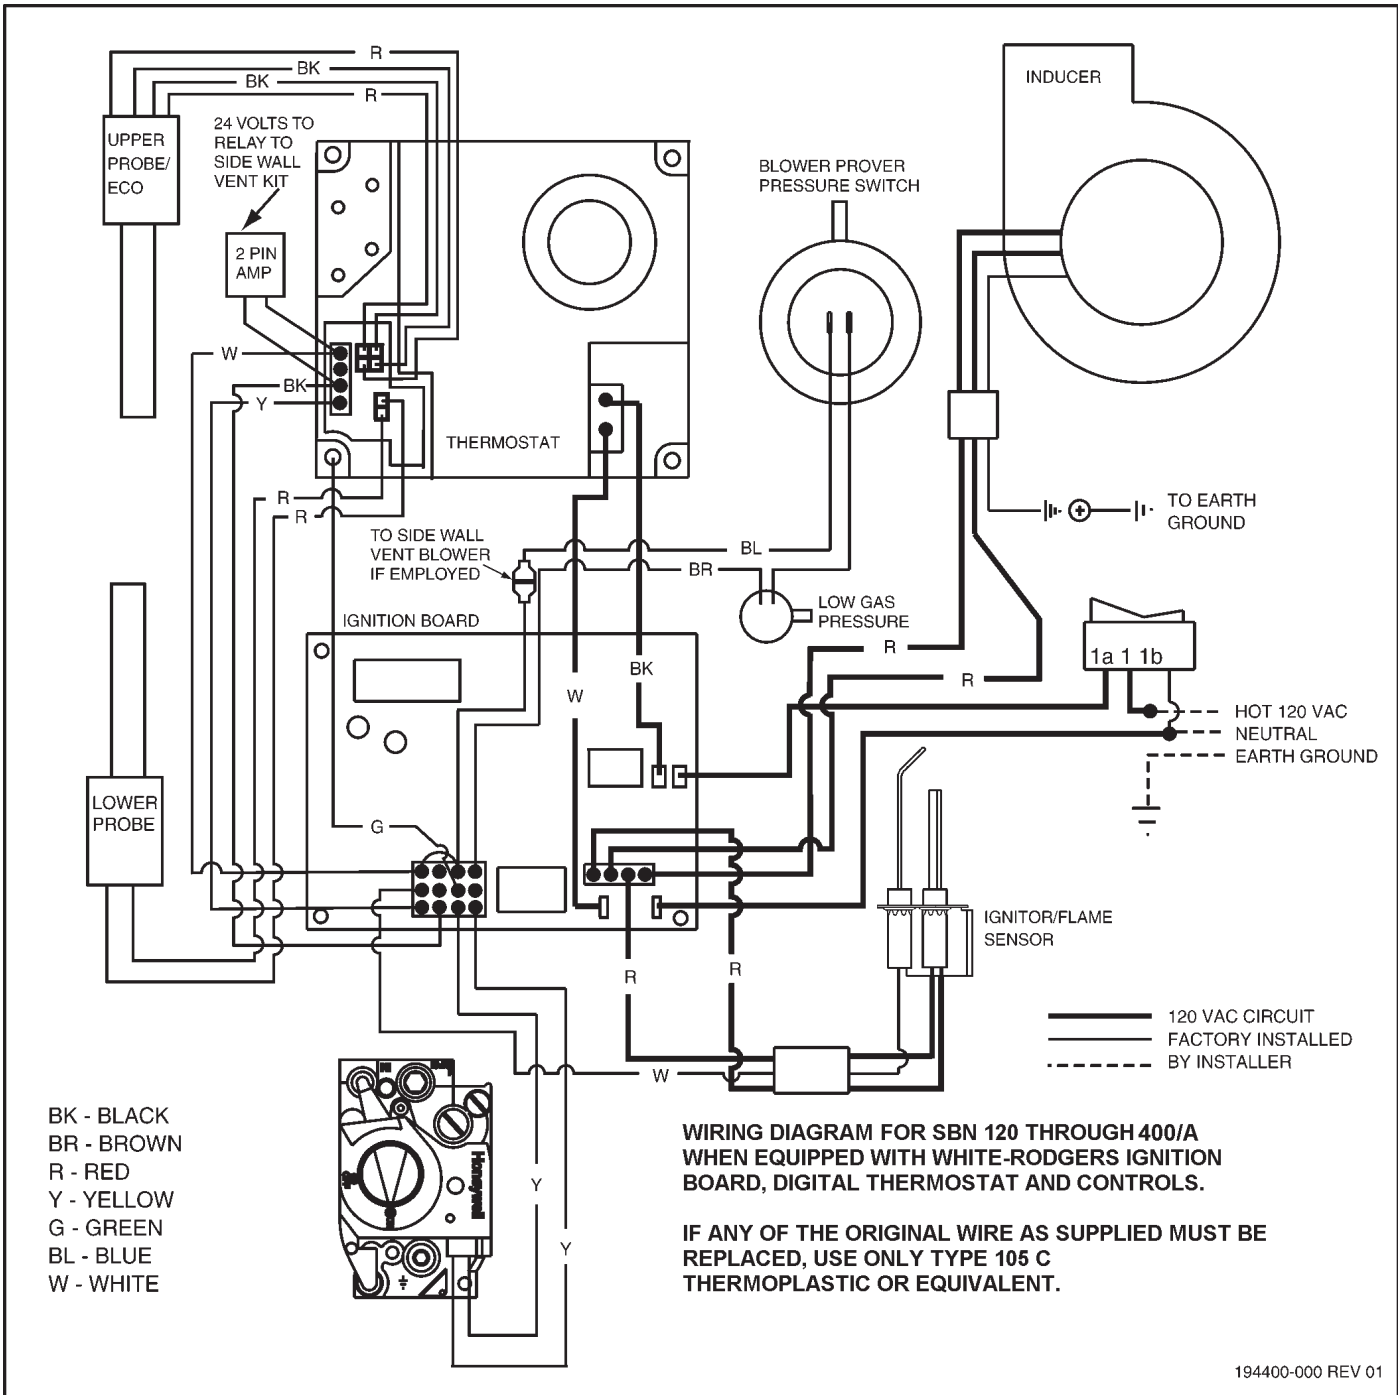 R
BK
BK
R
INDUCER
24 VOLTS TO
RELAY TO
SIDE WALL
VENT KIT
UPPER
PROBE/
ECO
BLOWER PROVER
PRESSURE SWITCH
2 PIN
AMP
W
BK
Y
THERMOSTAT
R
R
TO EARTH
GROUND
TO SIDE WALL
VENT BLOWER
IF EMPLOYED
BL
BR
LOW GAS
PRESSURE
IGNITION BOARD
R
BK
W
R
1a 1 1b
HOT 120 VAC
NEUTRAL
EARTH GROUND
LOWER
PROBE
G
IGNITOR/FLAME
SENSOR
R
R
120 VAC CIRCUIT
FACTORY INSTALLED
BY INSTALLER
W
BK - BLACK
BR - BROWN
R - RED
Y - YELLOW
G - GREEN
BL - BLUE
W - WHITE
Honeywell
Y
Y
WIRING DIAGRAM FOR SBN 120 THROUGH 400/A
WHEN EQUIPPED WITH WHITE-RODGERS IGNITION
BOARD, DIGITAL THERMOSTAT AND CONTROLS.
IF ANY OF THE ORIGINAL WIRE AS SUPPLIED MUST BE
REPLACED, USE ONLY TYPE 105 C
THERMOPLASTIC OR EQUIVALENT.
194400-000 REV 01